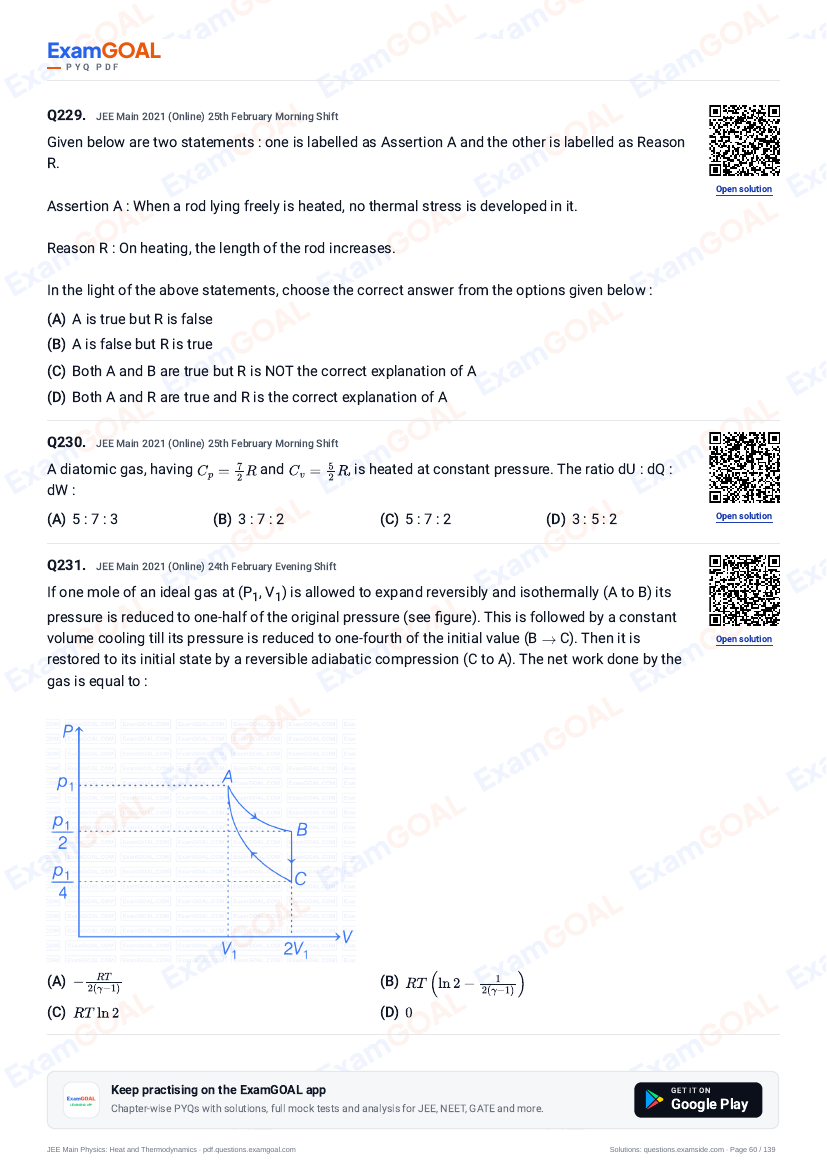 ExamGOAL
PYQ PDF
Q229. JEE Main 2021 (Online) 25th February Morning Shift
Given below are two statements : one is labelled as Assertion A and the other is labelled as Reason
R.
Open solution
Assertion A : When a rod lying freely is heated, no thermal stress is developed in it.
Reason R : On heating, the length of the rod increases.
In the light of the above statements, choose the correct answer from the options given below :
(A) A is true but R is false
(B) A is false but R is true
(C) Both A and B are true but R is NOT the correct explanation of A
(D) Both A and R are true and R is the correct explanation of A
Q230. JEE Main 2021 (Online) 25th February Morning Shift
A diatomic gas, having $C_p = \frac{7}{2}R$ and $C_v = \frac{5}{2}R$, is heated at constant pressure. The ratio dU : dQ :
dW :
(A) 5 : 7 : 3 (B) 3 : 7 : 2 (C) 5 : 7 : 2 (D) 3 : 5 : 2
Open solution
Q231. JEE Main 2021 (Online) 24th February Evening Shift
If one mole of an ideal gas at (P₁, V₁) is allowed to expand reversibly and isothermally (A to B) its
pressure is reduced to one-half of the original pressure (see figure). This is followed by a constant
volume cooling till its pressure is reduced to one-fourth of the initial value (B → C). Then it is
restored to its initial state by a reversible adiabatic compression (C to A). The net work done by the
gas is equal to :
Open solution
P
A
p₁
p₁/2
B
p₁/4
C
V₁ 2V₁ V
(A) $-\frac{RT}{2(\gamma-1)}$ (B) $RT\left(\ln 2 - \frac{1}{2(\gamma-1)}\right)$
(C) $RT \ln 2$ (D) 0
ExamGOAL
Keep practising on the ExamGOAL app
Chapter-wise PYQs with solutions, full mock tests and analysis for JEE, NEET, GATE and more.
GET IT ON
Google Play
JEE Main Physics: Heat and Thermodynamics · pdf.questions.examgoal.com Solutions: questions.examside.com · Page 60 / 139